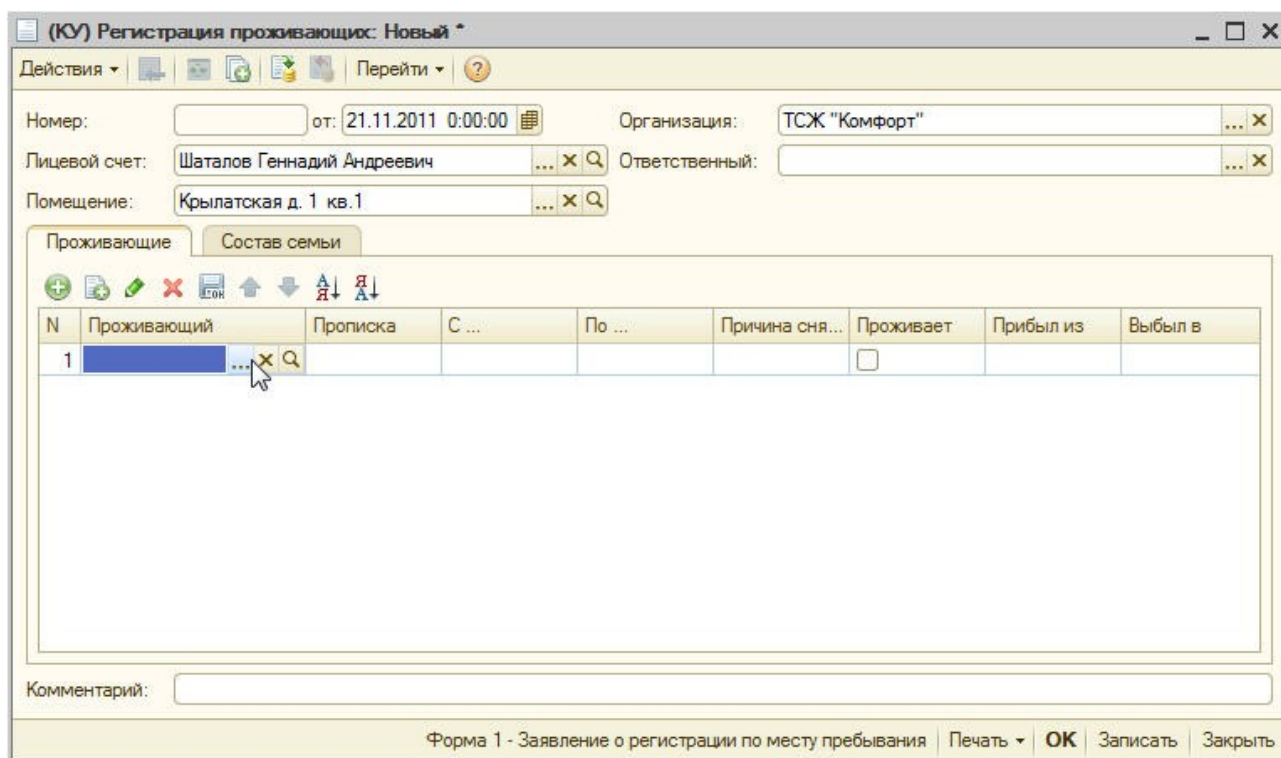 (КУ) Регистрация проживающих: Новый *
Действия Перейти
Номер: от: 21.11.2011 0:00:00 Организация: ТСЖ "Комфорт"
Лицевой счет: Шаталов Геннадий Андреевич ... Ответственный: ...
Помещение: Крылатская д. 1 кв.1 ...
Проживающие Состав семьи
N Проживающий Прописка С ... По ... Причина сня... Проживает Прибыл из Выбыл в
1 ...
Комментарий:
Форма 1 - Заявление о регистрации по месту пребывания Печать OK Записать Закрыть